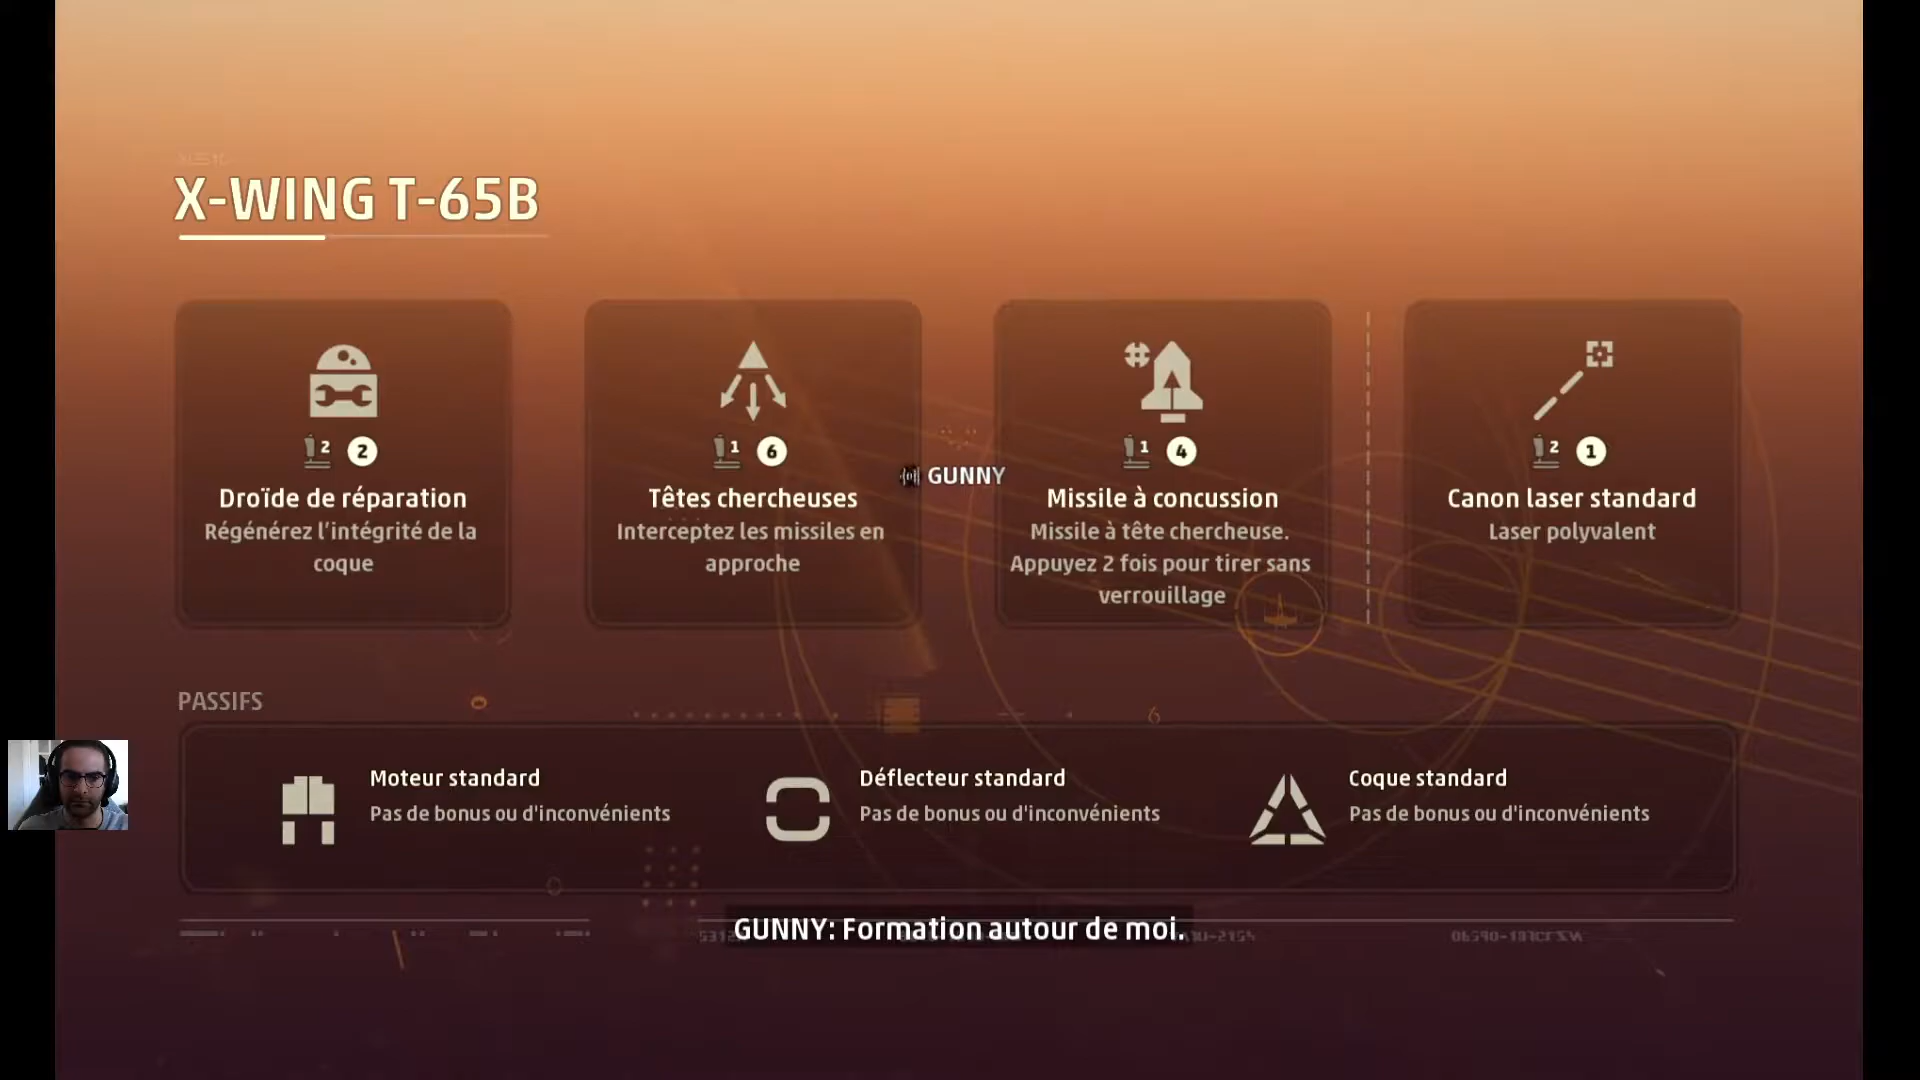 X-WING T-65B
2 2
1 6
1 4
2 1
GUNNY
Droïde de réparation
Régénérez l'intégrité de la
coque
Têtes chercheuses
Interceptez les missiles en
approche
Missile à concussion
Missile à tête chercheuse.
Appuyez 2 fois pour tirer sans
verrouillage
Canon laser standard
Laser polyvalent
PASSIFS
Moteur standard
Pas de bonus ou d'inconvénients
Déflecteur standard
Pas de bonus ou d'inconvénients
Coque standard
Pas de bonus ou d'inconvénients
GUNNY: Formation autour de moi.